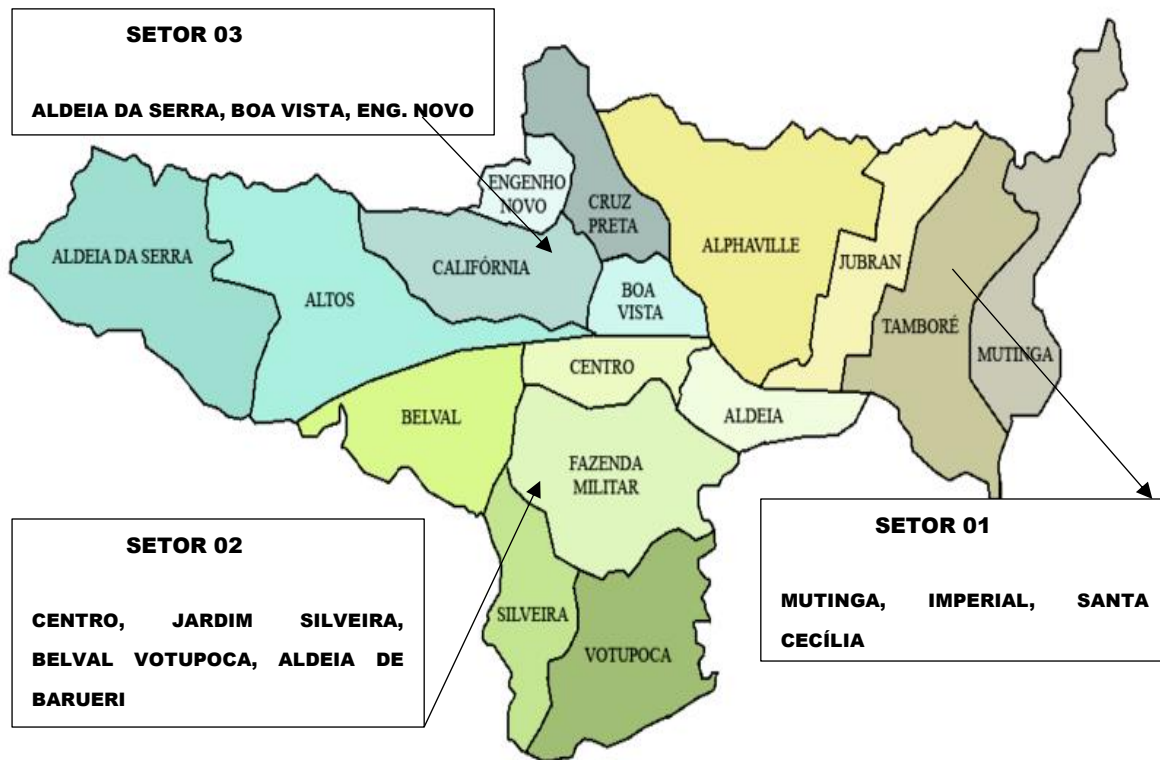 SETOR 03
ALDEIA DA SERRA, BOA VISTA, ENG. NOVO
ENGENHO
NOVO
CRUZ
PRETA
ALDEIA DA SERRA
CALIFÓRNIA
ALPHAVILLE
JUBRAN
ALTOS
BOA
VISTA
TAMBORÉ
MUTINGA
CENTRO
BELVAL
ALDEIA
FAZENDA
MILITAR
SILVEIRA
VOTUPOCA
SETOR 02
CENTRO, JARDIM SILVEIRA,
BELVAL VOTUPOCA, ALDEIA DE
BARUERI
SETOR 01
MUTINGA, IMPERIAL, SANTA
CECÍLIA